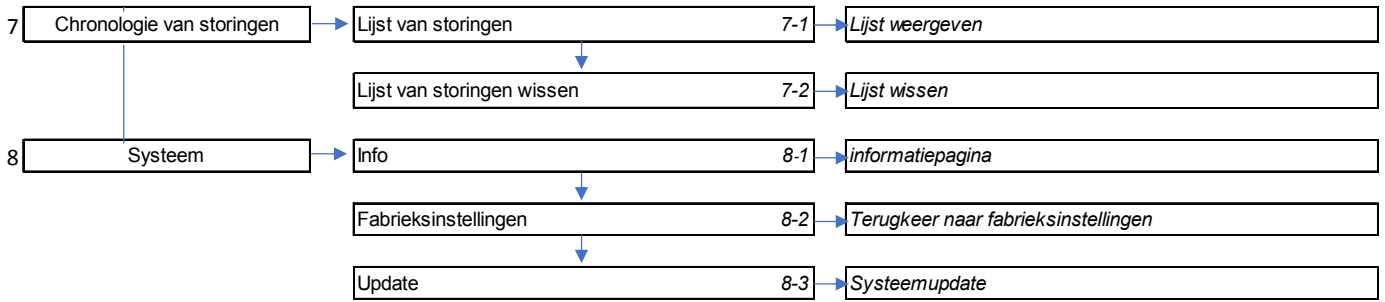 7 Chronologie van storingen Lijst van storingen 7-1 Lijst weergeven
Lijst van storingen wissen 7-2 Lijst wissen
8 Systeem Info 8-1 informatiepagina
Fabrieksinstellingen 8-2 Terugkeer naar fabrieksinstellingen
Update 8-3 Systeemupdate